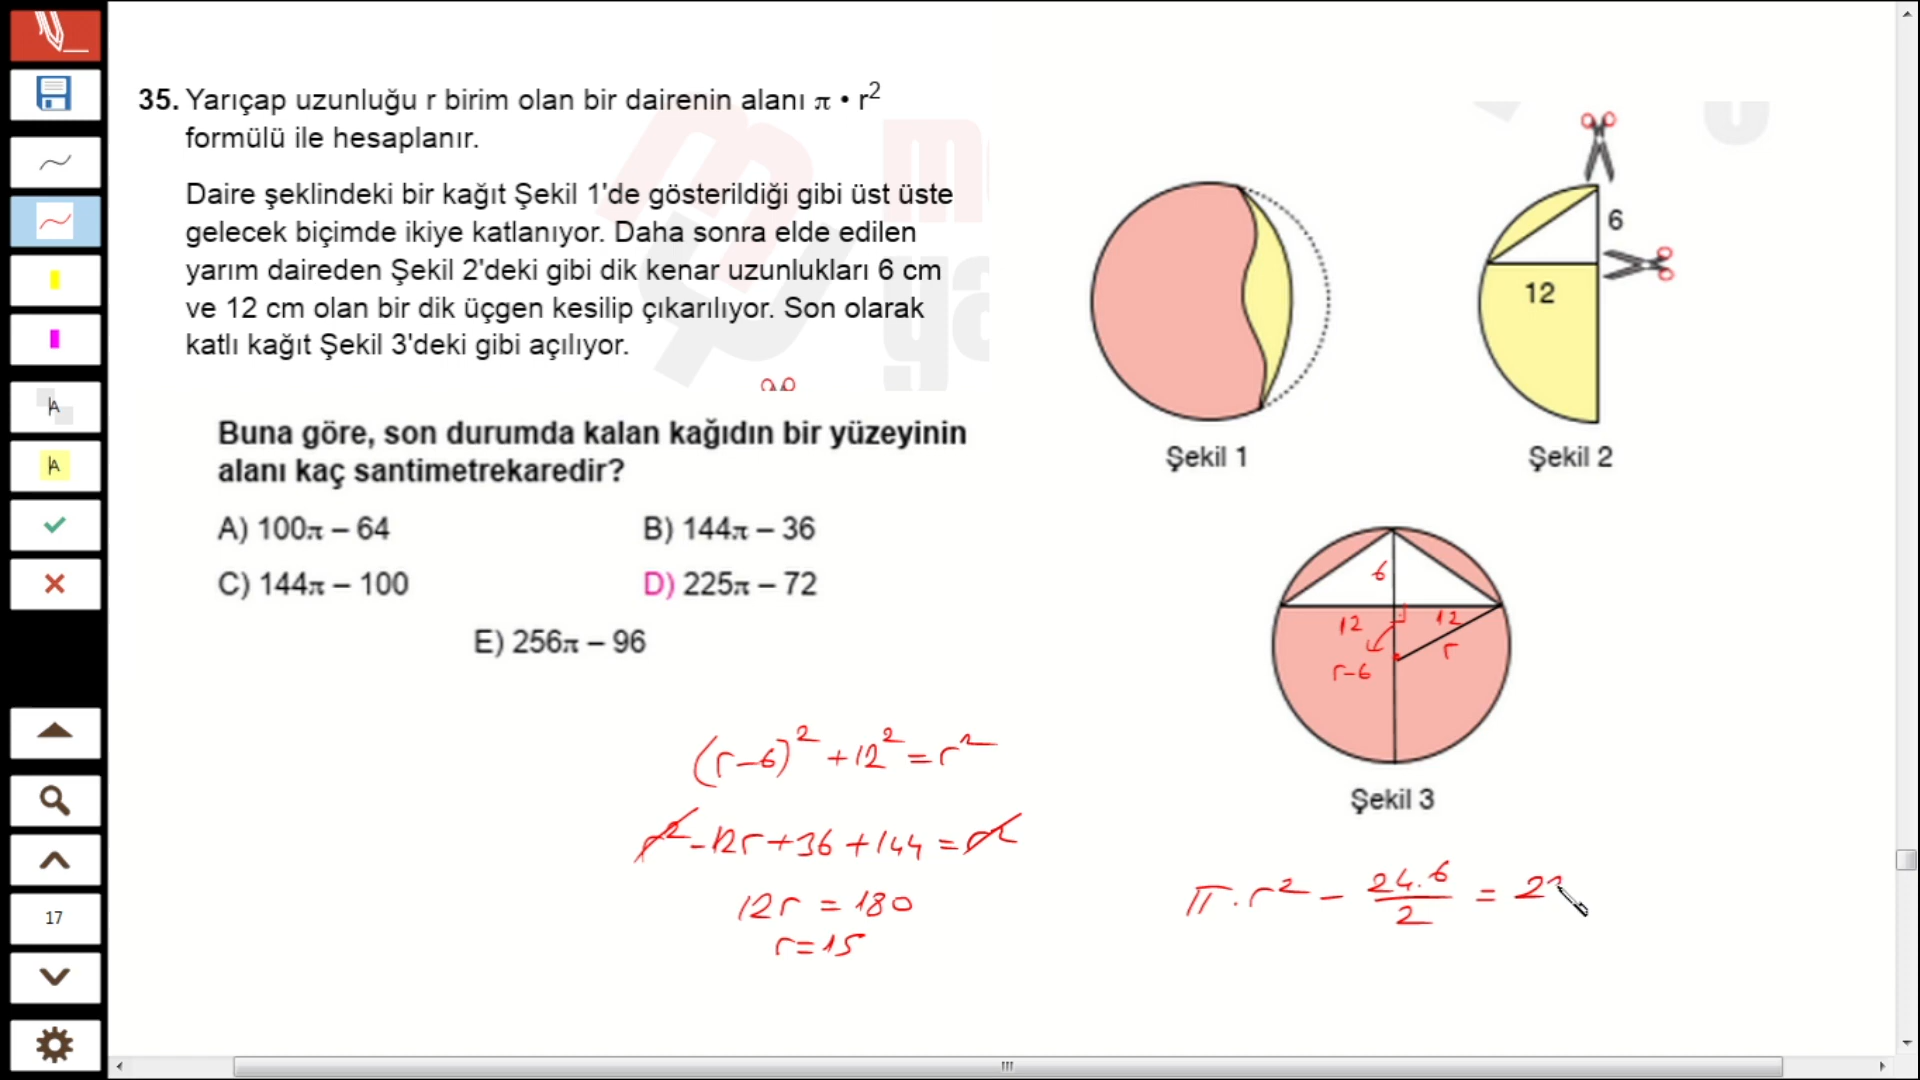 35. Yarıçap uzunluğu r birim olan bir dairenin alanı π • r²
formülü ile hesaplanır.
Daire şeklindeki bir kağıt Şekil 1'de gösterildiği gibi üst üste
gelecek biçimde ikiye katlanıyor. Daha sonra elde edilen
yarım daireden Şekil 2'deki gibi dik kenar uzunlukları 6 cm
ve 12 cm olan bir dik üçgen kesilip çıkarılıyor. Son olarak
katlı kağıt Şekil 3'deki gibi açılıyor.
Buna göre, son durumda kalan kağıdın bir yüzeyinin
alanı kaç santimetrekaredir?
A) 100π – 64
B) 144π – 36
C) 144π – 100
D) 225π – 72
E) 256π – 96
Şekil 1
6
12
Şekil 2
6
12
12
r
r-6
Şekil 3
(r-6)² + 12² = r²
r² - 12r + 36 + 144 = r²
12r = 180
r = 15
π . r² - 24.6/2 = 2
A
A
17